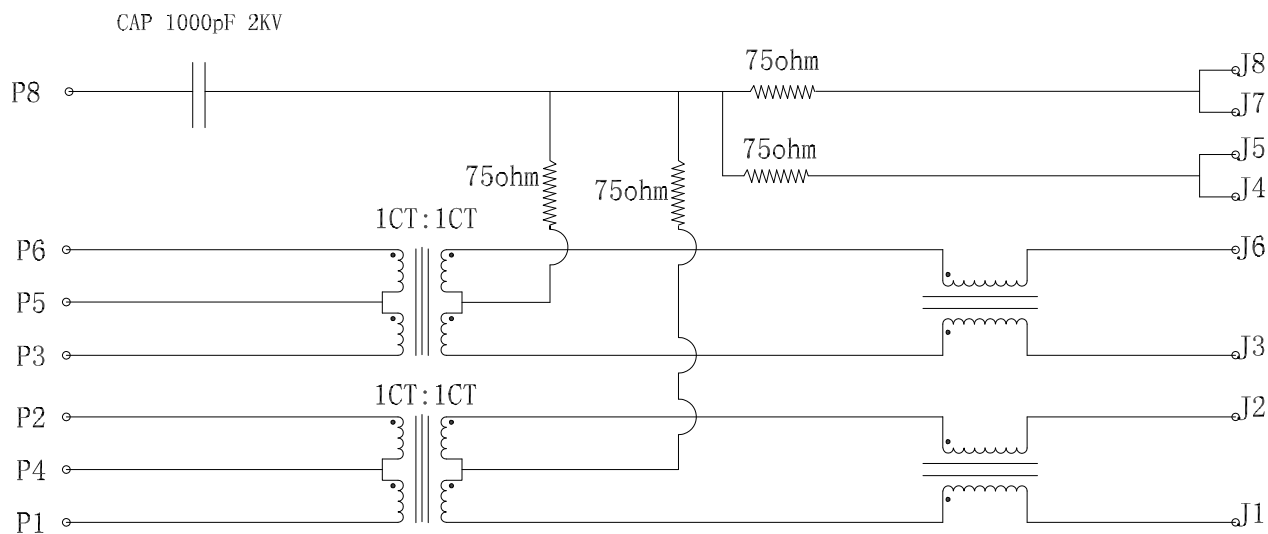 CAP 1000pF 2KV
75ohm
J8
P8
J7
75ohm
J5
75ohm
75ohm
J4
1CT:1CT
P6
J6
P5
P3
J3
1CT:1CT
P2
J2
P4
P1
J1